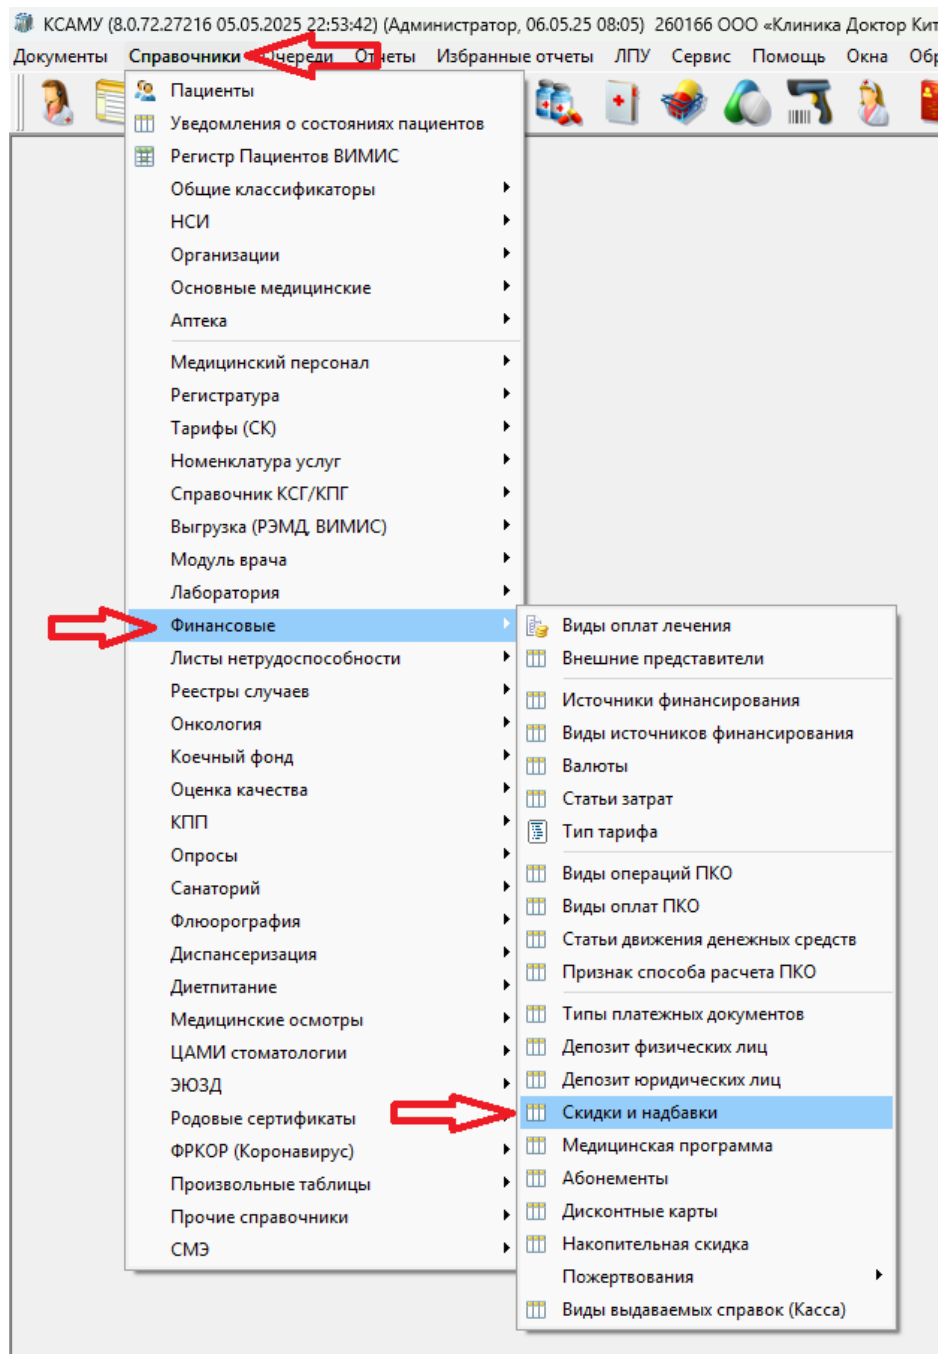 КСАМУ (8.0.72.27216 05.05.2025 22:53:42) (Администратор, 06.05.25 08:05) 260166 ООО «Клиника Доктор Кит
Документы Справочники Очереди Отчеты Избранные отчеты ЛПУ Сервис Помощь Окна Обр
Пациенты
Уведомления о состояниях пациентов
Регистр Пациентов ВИМИС
Общие классификаторы
НСИ
Организации
Основные медицинские
Аптека
Медицинский персонал
Регистратура
Тарифы (СК)
Номенклатура услуг
Справочник КСГ/КПГ
Выгрузка (РЭМД, ВИМИС)
Модуль врача
Лаборатория
Финансовые
Листы нетрудоспособности
Реестры случаев
Онкология
Коечный фонд
Оценка качества
КПП
Опросы
Санаторий
Флюорография
Диспансеризация
Диетпитание
Медицинские осмотры
ЦАМИ стоматологии
ЭЮЗД
Родовые сертификаты
ФРКОР (Коронавирус)
Произвольные таблицы
Прочие справочники
СМЭ
Виды оплат лечения
Внешние представители
Источники финансирования
Виды источников финансирования
Валюты
Статьи затрат
Тип тарифа
Виды операций ПКО
Виды оплат ПКО
Статьи движения денежных средств
Признак способа расчета ПКО
Типы платежных документов
Депозит физических лиц
Депозит юридических лиц
Скидки и надбавки
Медицинская программа
Абонементы
Дисконтные карты
Накопительная скидка
Пожертвования
Виды выдаваемых справок (Касса)